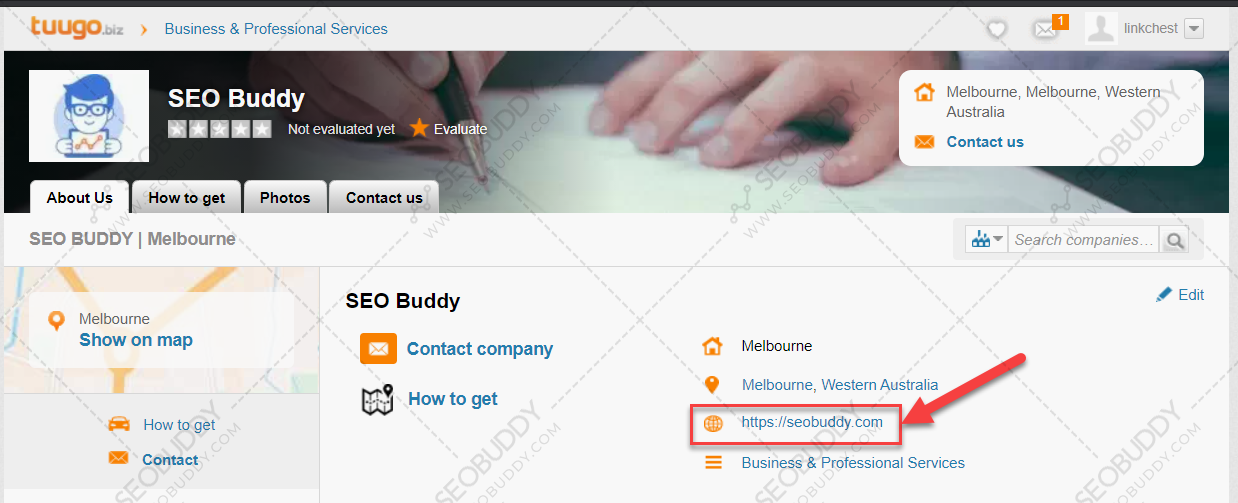 tuugo.biz › Business & Professional Services
1
linkchest
SEO Buddy
Not evaluated yet Evaluate
Melbourne, Melbourne, Western
Australia
Contact us
About Us How to get Photos Contact us
SEO BUDDY | Melbourne
Search companies...
Melbourne
Show on map
How to get
Contact
SEO Buddy
Edit
Contact company
How to get
Melbourne
Melbourne, Western Australia
https://seobuddy.com
Business & Professional Services
SEOBUDDY
WWW.SEOBUDDY.COM